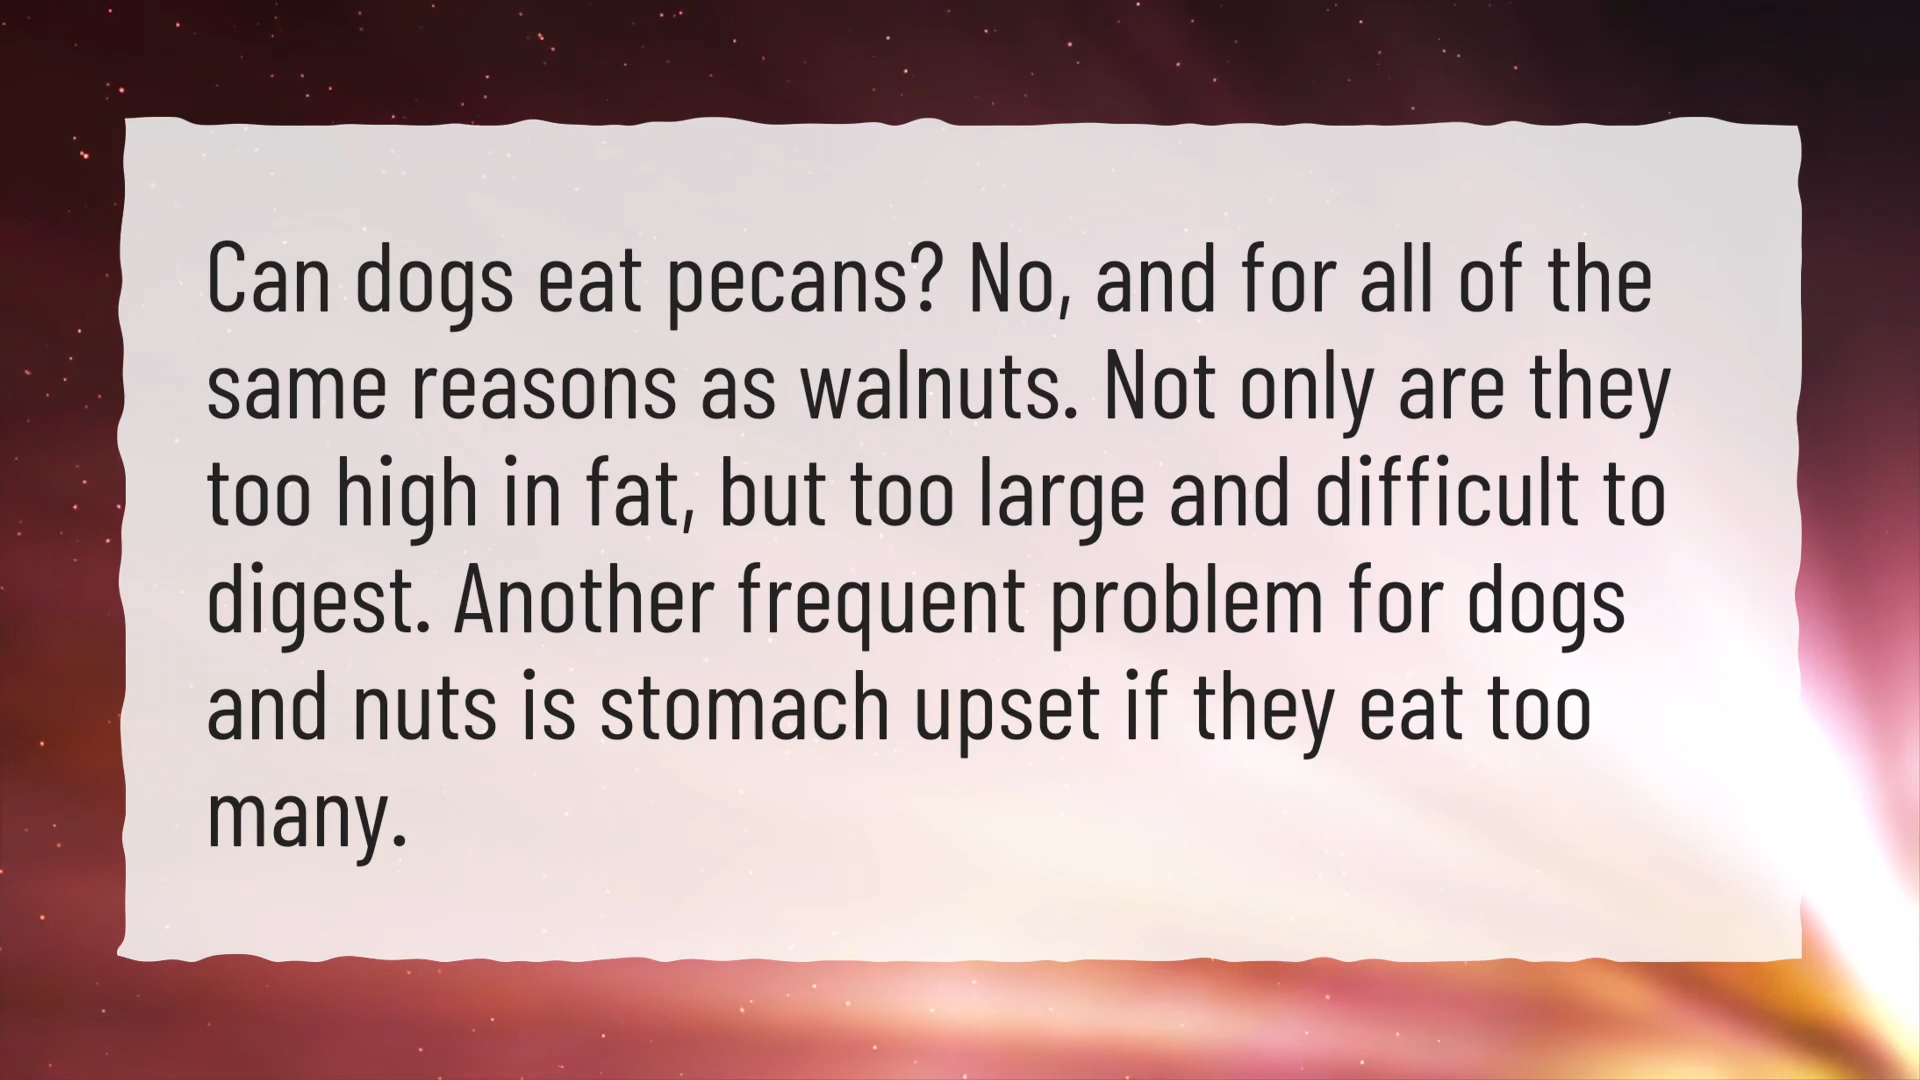 Can dogs eat pecans? No, and for all of the
same reasons as walnuts. Not only are they
too high in fat, but too large and difficult to
digest. Another frequent problem for dogs
and nuts is stomach upset if they eat too
many.